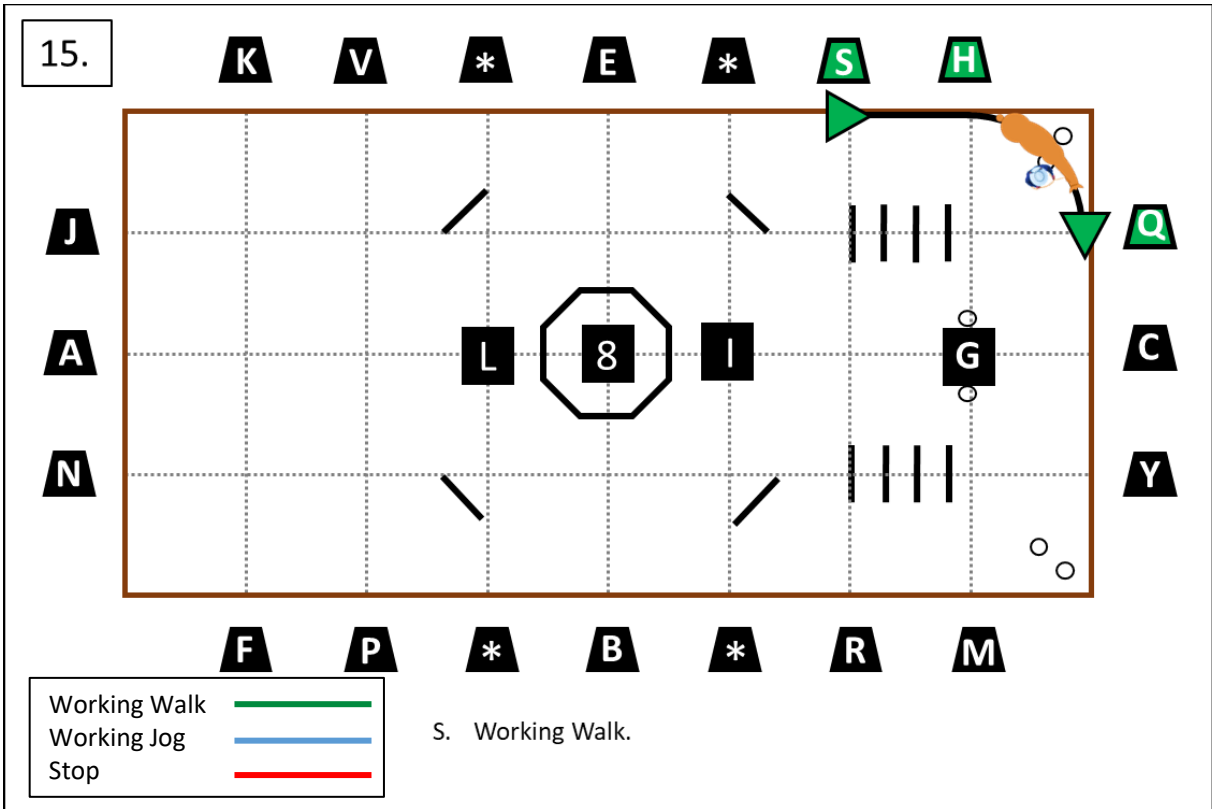 15.
K V * E * S H
J Q
A L 8 I G C
N Y
F P * B * R M
Working Walk
Working Jog
Stop
S. Working Walk.